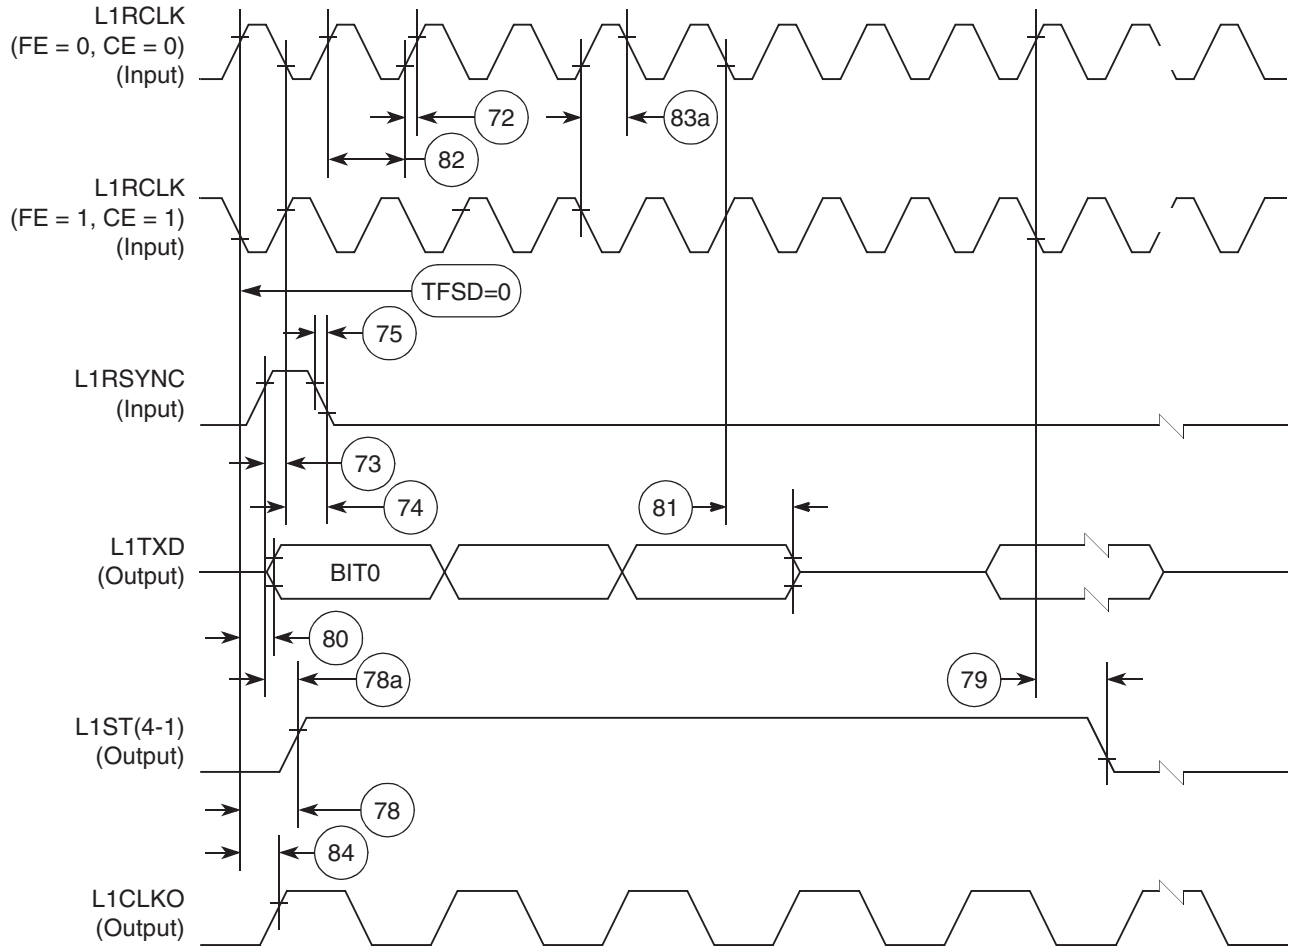 L1RCLK
(FE = 0, CE = 0)
(Input)
72
83a
82
L1RCLK
(FE = 1, CE = 1)
(Input)
TFSD=0
75
L1RSYNC
(Input)
73
74
81
L1TXD
(Output)
BIT0
80
78a
79
L1ST(4-1)
(Output)
78
84
L1CLKO
(Output)